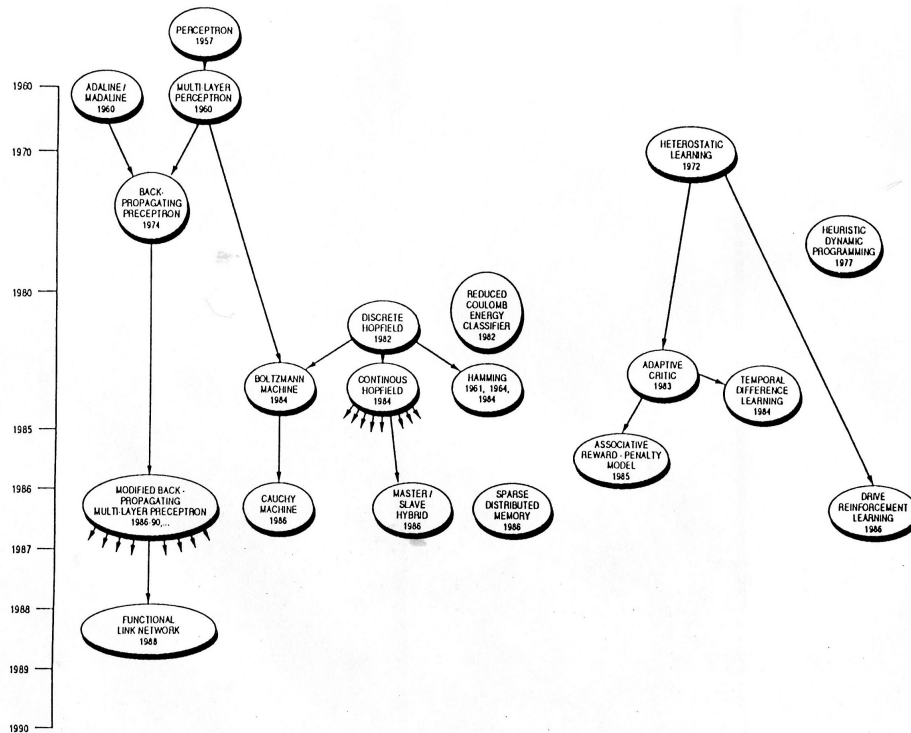 PERCEPTRON
1957
1960
ADALINE /
MADALINE
1960
MULTI-LAYER
PERCEPTRON
1960
1970
HETEROSTATIC
LEARNING
1972
BACK-
PROPAGATING
PRECEPTRON
1974
HEURISTIC
DYNAMIC
PROGRAMMING
1977
1980
DISCRETE
HOPFIELD
1982
REDUCED
COULOMB
ENERGY
CLASSIFIER
1982
BOLTZMANN
MACHINE
1984
CONTINOUS
HOPFIELD
1984
HAMMING
1961, 1964,
1984
ADAPTIVE
CRITIC
1983
TEMPORAL
DIFFERENCE
LEARNING
1984
1985
ASSOCIATIVE
REWARD - PENALTY
MODEL
1985
1986
MODIFIED BACK -
PROPAGATING
MULTI-LAYER PRECEPTRON
1986-90,...
CAUCHY
MACHINE
1986
MASTER /
SLAVE
HYBRID
1986
SPARSE
DISTRIBUTED
MEMORY
1986
DRIVE
REINFORCEMENT
LEARNING
1986
1987
1988
FUNCTIONAL
LINK NETWORK
1988
1989
1990